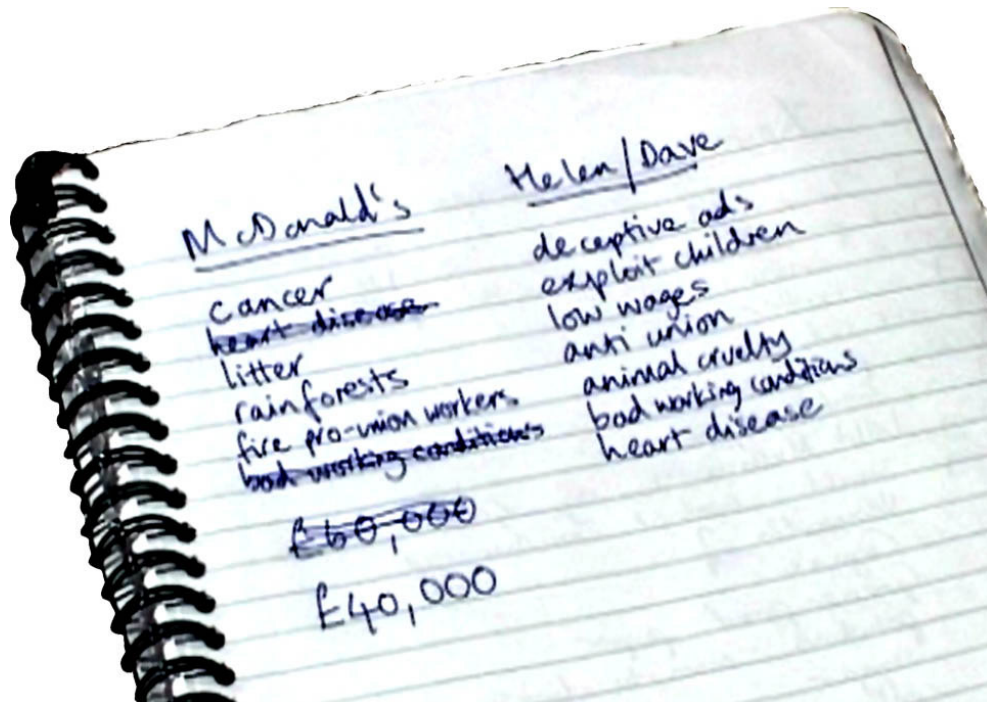 McDonald's
cancer
heart disease
litter
rainforests
fire pro-union workers
bad working conditions
£60,000
£40,000
Helen/Dave
deceptive ads
exploit children
low wages
anti union
animal cruelty
bad working conditions
heart disease